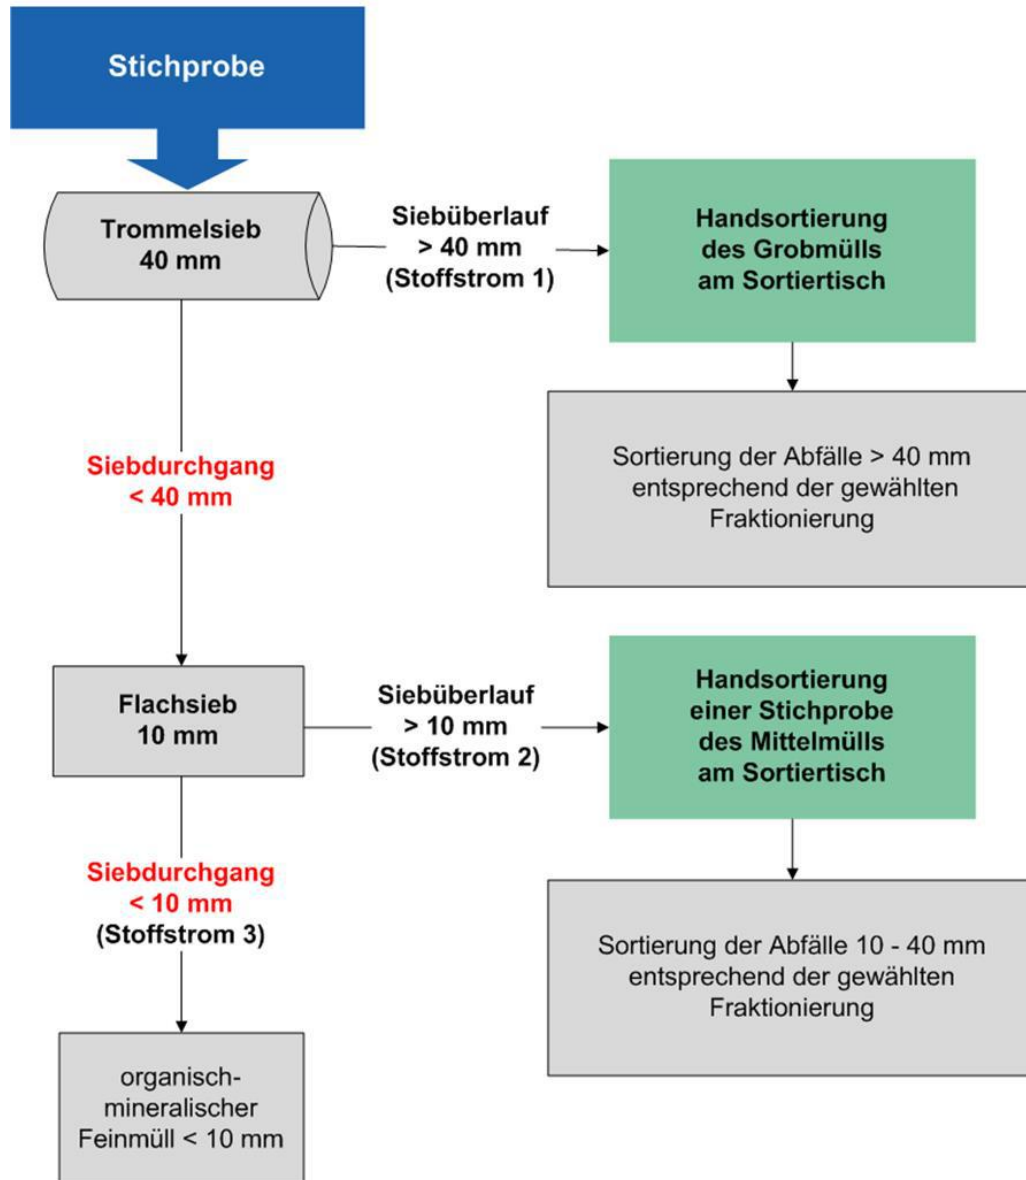 Stichprobe
Trommelsieb
40 mm
Siebüberlauf
> 40 mm
(Stoffstrom 1)
Handsortierung
des Grobmülls
am Sortiertisch
Sortierung der Abfälle > 40 mm
entsprechend der gewählten
Fraktionierung
Siebdurchgang
< 40 mm
Flachsieb
10 mm
Siebüberlauf
> 10 mm
(Stoffstrom 2)
Handsortierung
einer Stichprobe
des Mittelmülls
am Sortiertisch
Sortierung der Abfälle 10 - 40 mm
entsprechend der gewählten
Fraktionierung
Siebdurchgang
< 10 mm
(Stoffstrom 3)
organisch-
mineralischer
Feinmüll < 10 mm